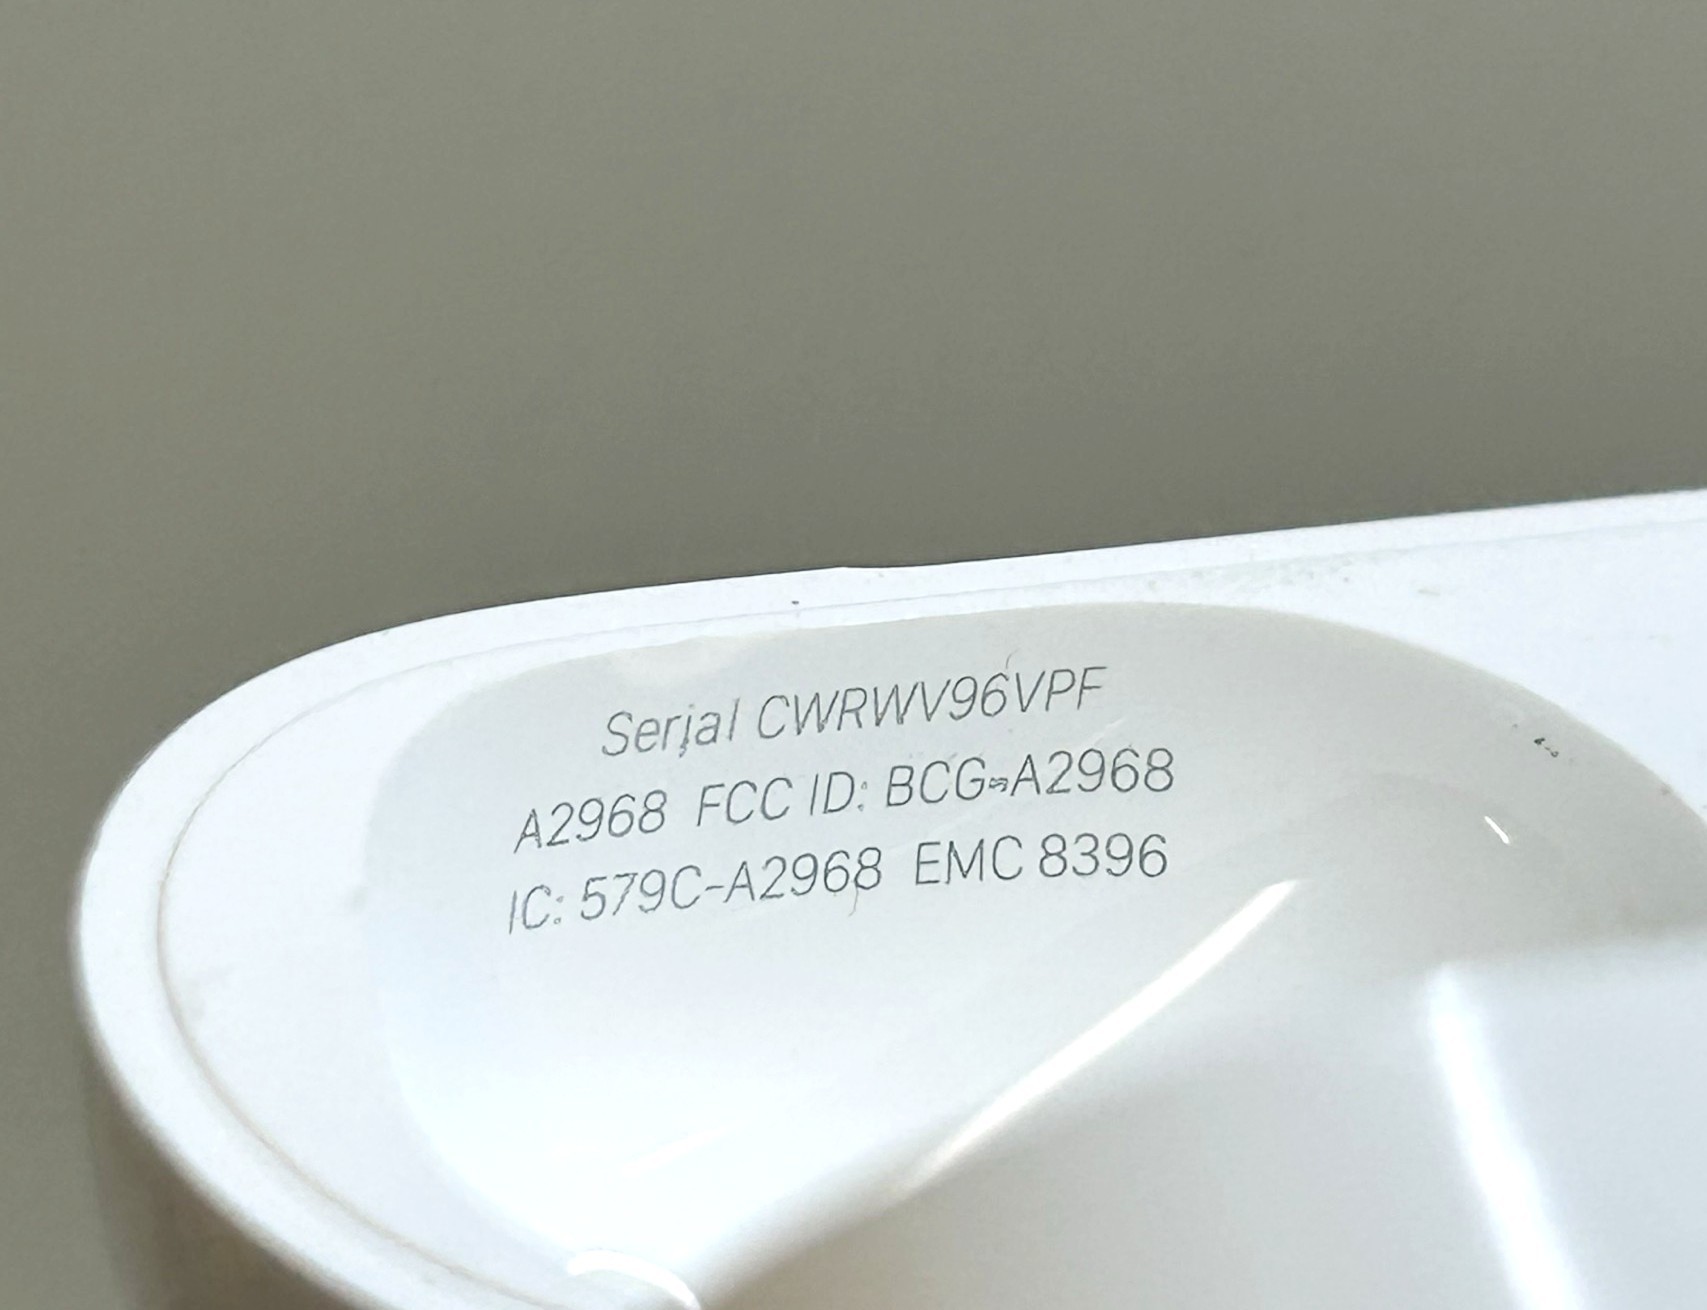 Serial CWRWV96VPF
A2968 FCC ID: BCG-A2968
IC: 579C-A2968 EMC 8396